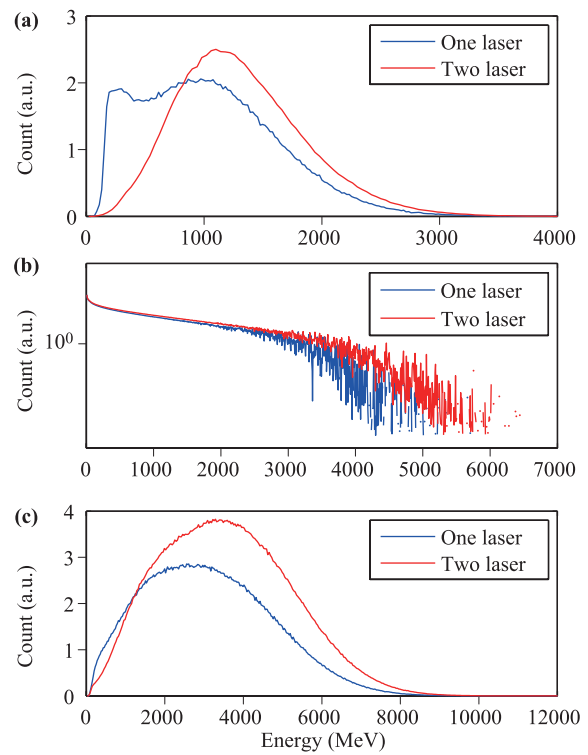 (a)
3
2
1
0
Count (a.u.)
One laser
Two laser
0 1000 2000 3000 4000
(b)
10⁰
Count (a.u.)
One laser
Two laser
0 1000 2000 3000 4000 5000 6000 7000
(c)
4
3
2
1
0
Count (a.u.)
One laser
Two laser
0 2000 4000 6000 8000 10000 12000
Energy (MeV)